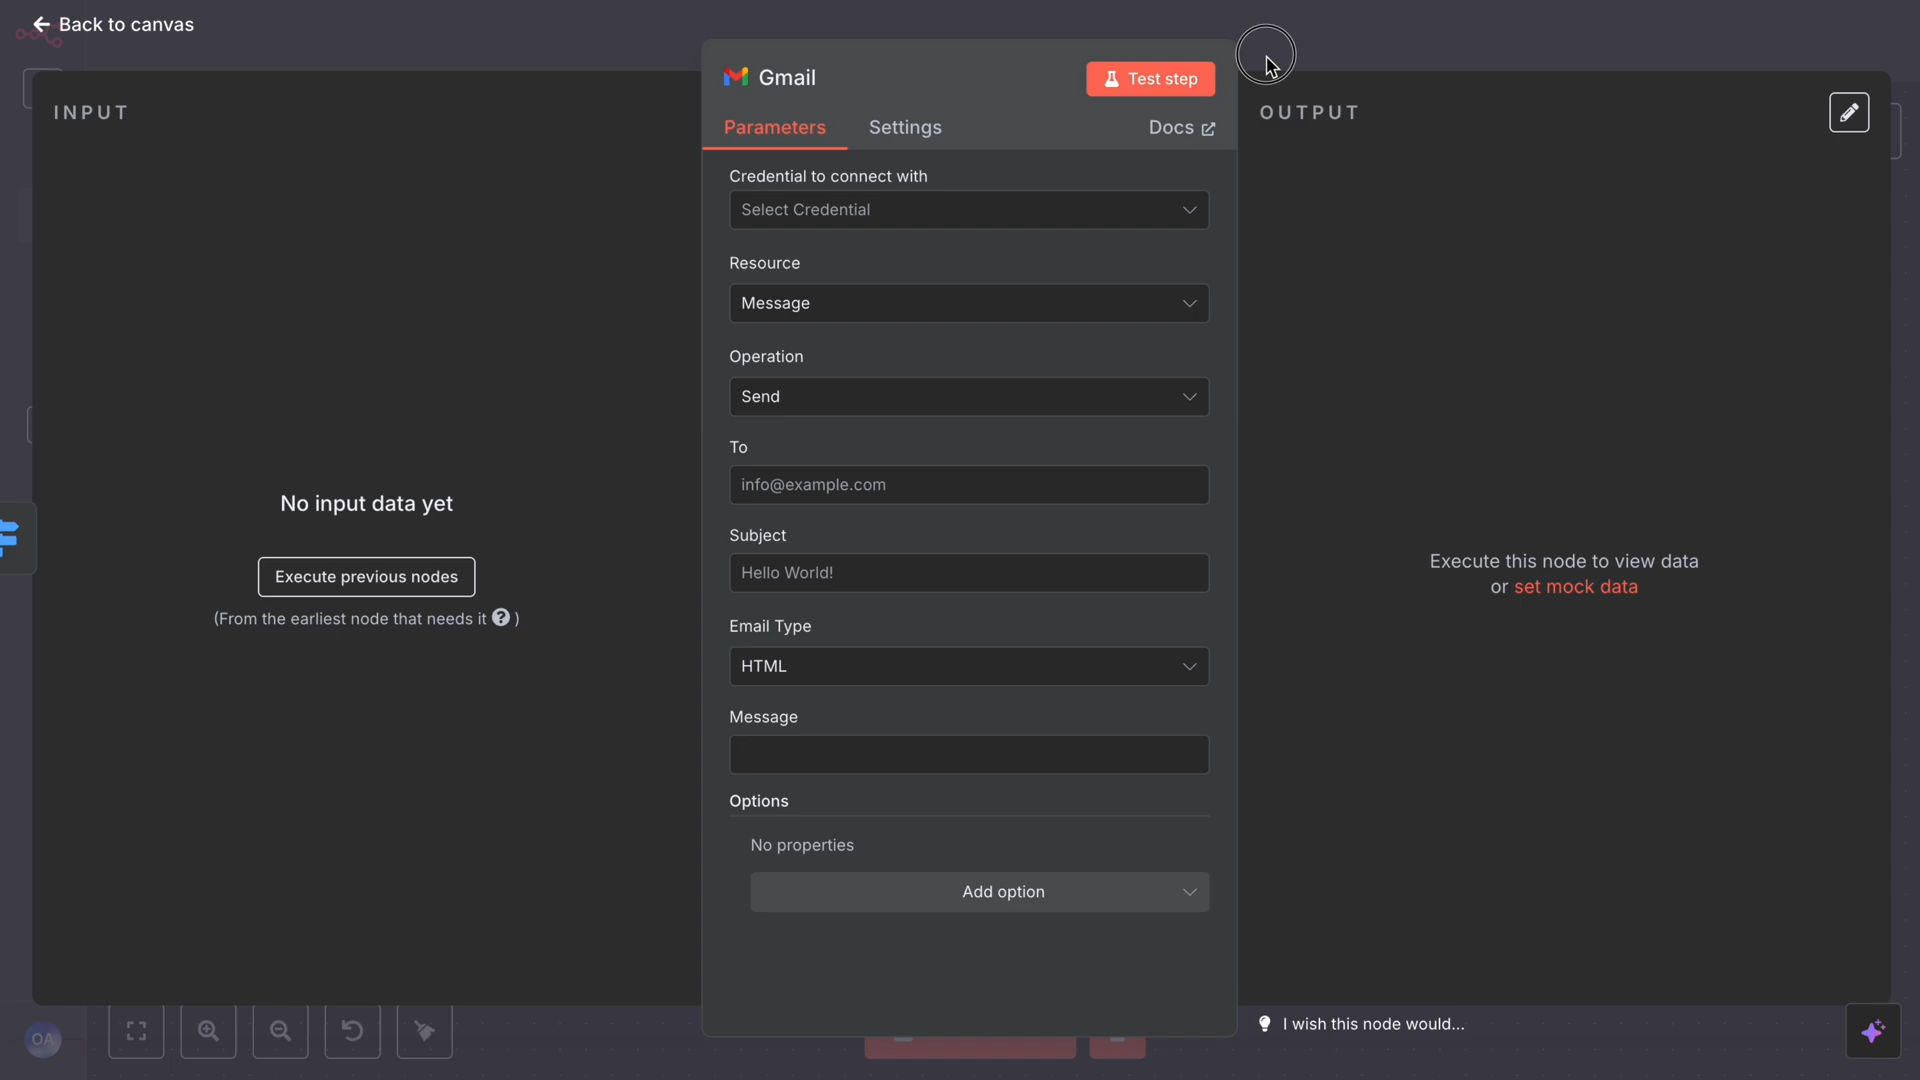 Back to canvas
INPUT
No input data yet
Execute previous nodes
(From the earliest node that needs it ? )
Gmail
Test step
Parameters
Settings
Docs
Credential to connect with
Select Credential
Resource
Message
Operation
Send
To
info@example.com
Subject
Hello World!
Email Type
HTML
Message
Options
No properties
Add option
OUTPUT
Execute this node to view data
or set mock data
I wish this node would...
OA